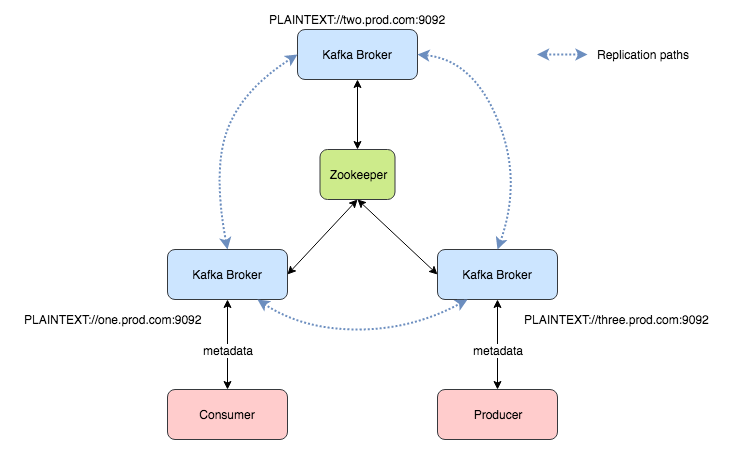 PLAINTEXT://two.prod.com:9092
Kafka Broker
Replication paths
Zookeeper
Kafka Broker
Kafka Broker
PLAINTEXT://one.prod.com:9092
PLAINTEXT://three.prod.com:9092
metadata
metadata
Consumer
Producer